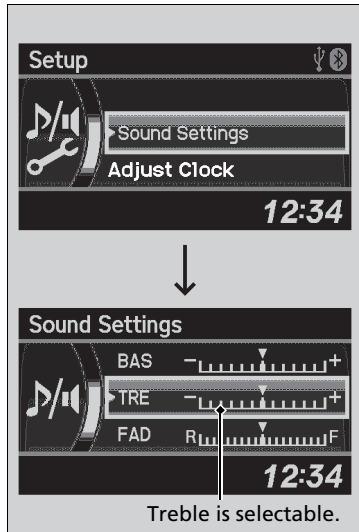 Setup
Sound Settings
Adjust Clock
12:34
Sound Settings
BAS - +
TRE - +
FAD R F
12:34
Treble is selectable.